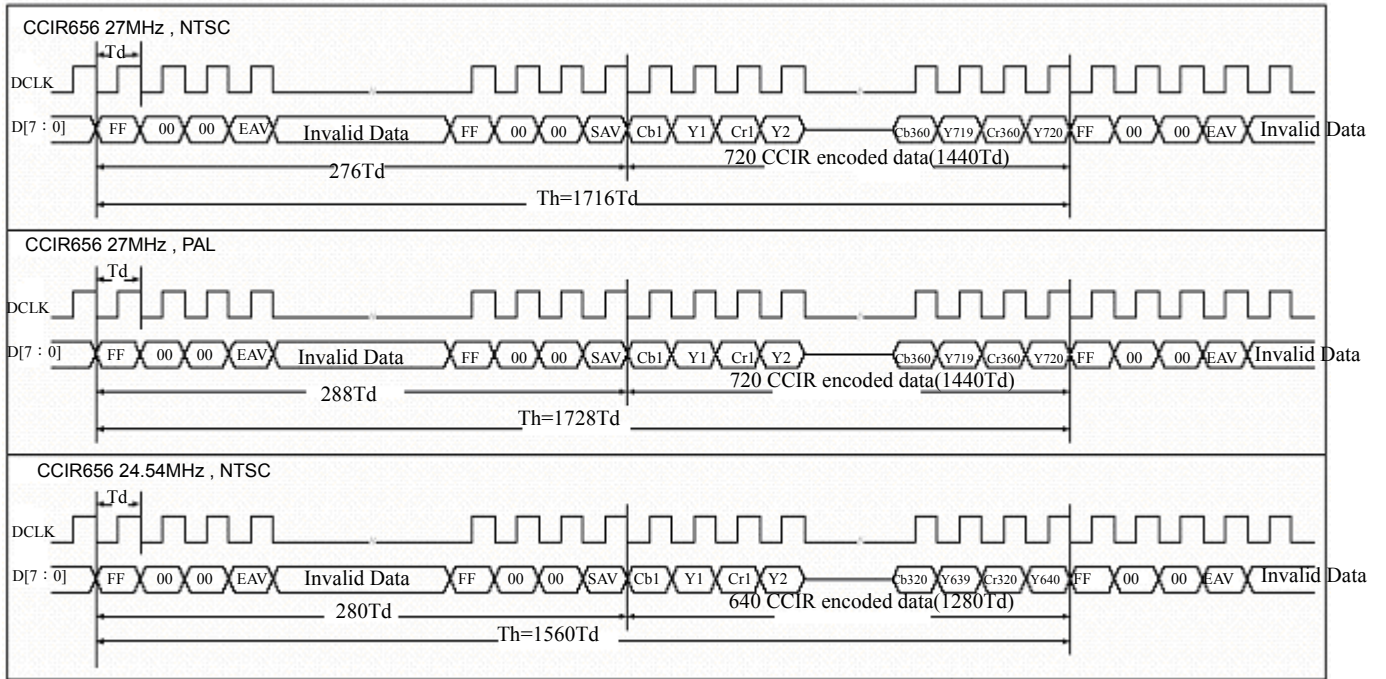 CCIR656 27MHz , NTSC
Td
DCLK
D[7：0] FF 00 00 EAV Invalid Data FF 00 00 SAV Cb1 Y1 Cr1 Y2 Cb360 Y719 Cr360 Y720 FF 00 00 EAV Invalid Data
276Td 720 CCIR encoded data(1440Td)
Th=1716Td
CCIR656 27MHz , PAL
Td
DCLK
D[7：0] FF 00 00 EAV Invalid Data FF 00 00 SAV Cb1 Y1 Cr1 Y2 Cb360 Y719 Cr360 Y720 FF 00 00 EAV Invalid Data
288Td 720 CCIR encoded data(1440Td)
Th=1728Td
CCIR656 24.54MHz , NTSC
Td
DCLK
D[7：0] FF 00 00 EAV Invalid Data FF 00 00 SAV Cb1 Y1 Cr1 Y2 Cb320 Y639 Cr320 Y640 FF 00 00 EAV Invalid Data
280Td 640 CCIR encoded data(1280Td)
Th=1560Td